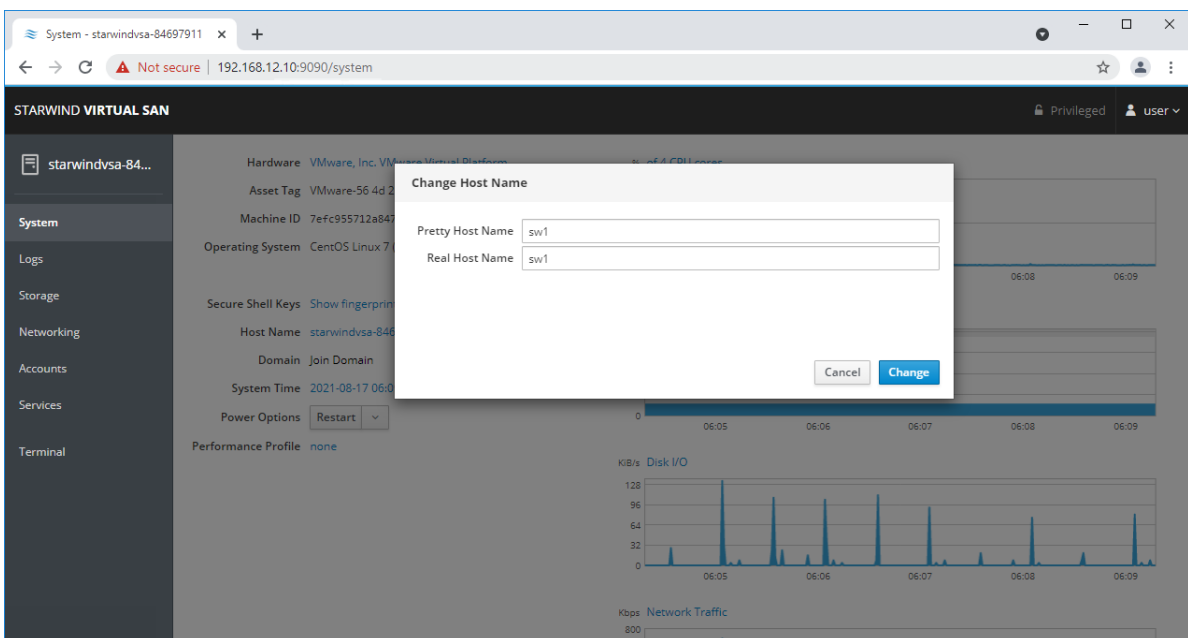 System - starwindvsa-84697911
Not secure | 192.168.12.10:9090/system
STARWIND VIRTUAL SAN
Privileged
user
starwindvsa-84...
System
Logs
Storage
Networking
Accounts
Services
Terminal
Hardware VMware, Inc. VMware Virtual Platform
Asset Tag VMware-56 4d 2
Machine ID 7efc955712a847
Operating System CentOS Linux 7
Secure Shell Keys Show fingerprin
Host Name starwindvsa-846
Domain Join Domain
System Time 2021-08-17 06:0
Power Options Restart
Performance Profile none
Change Host Name
Pretty Host Name sw1
Real Host Name sw1
Cancel Change
% of 4 CPU cores
06:08 06:09
0
06:05 06:06 06:07 06:08 06:09
KiB/s Disk I/O
128
96
64
32
0
06:05 06:06 06:07 06:08 06:09
Kbps Network Traffic
800